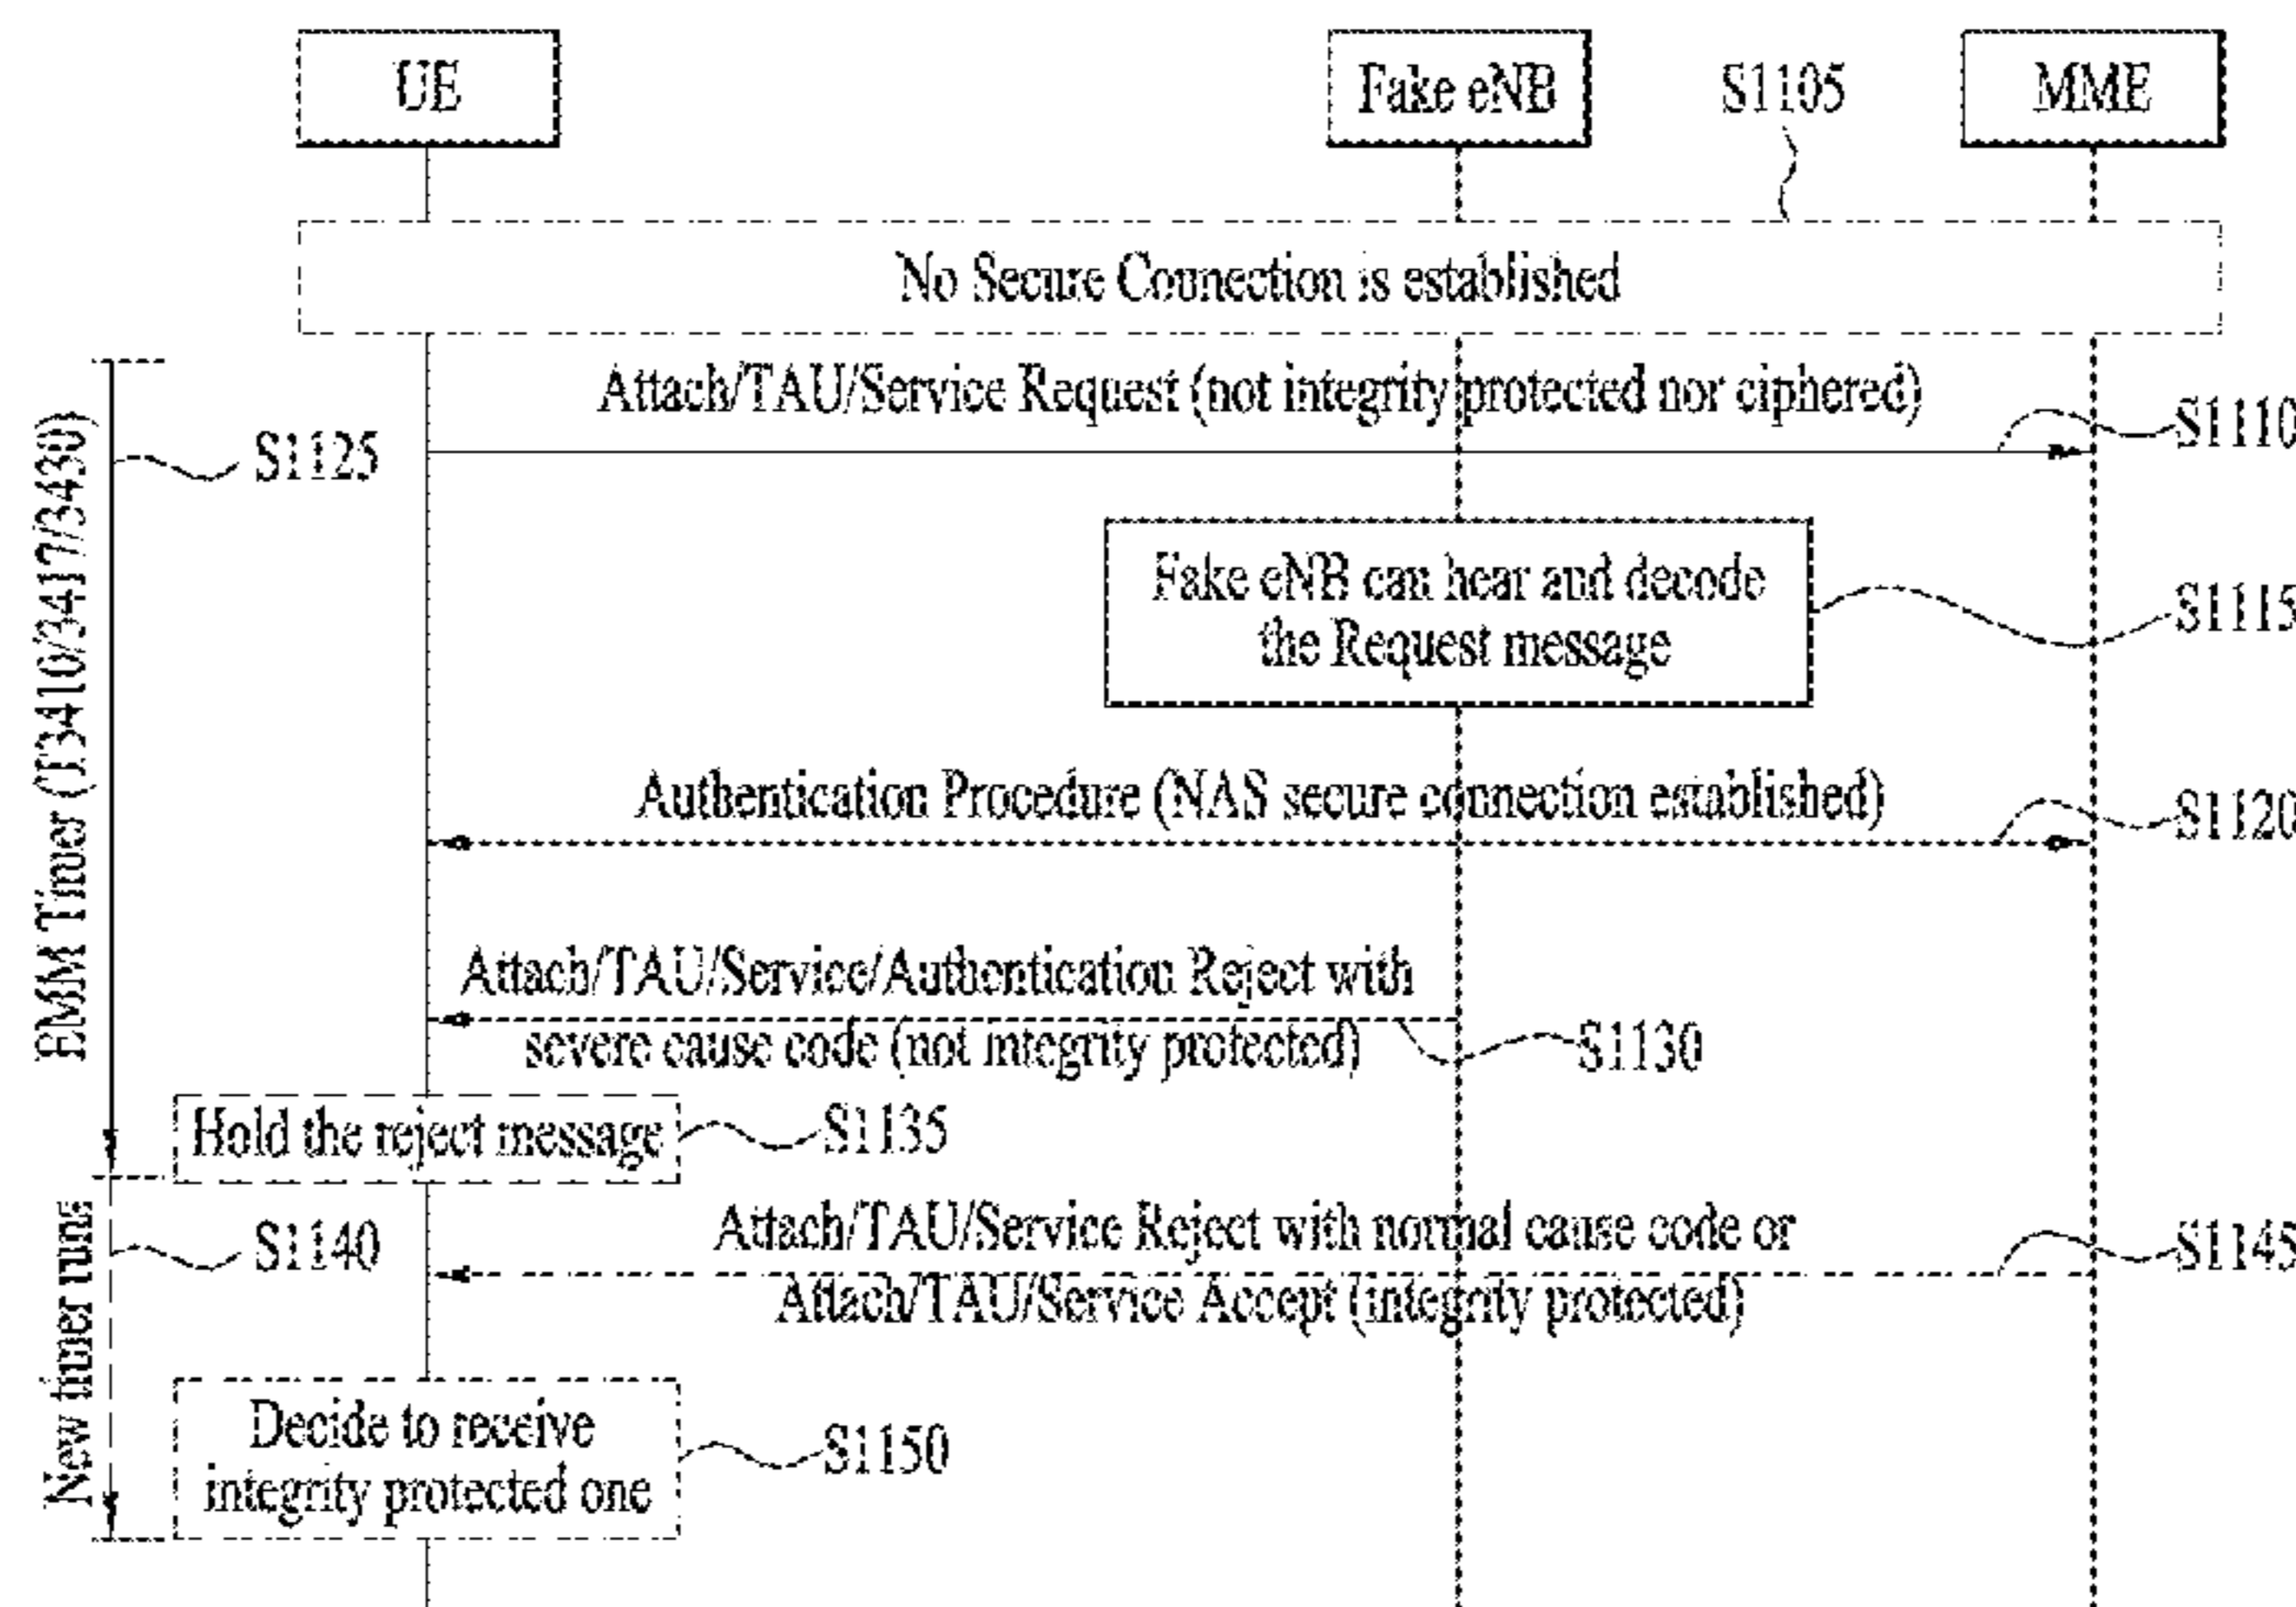 UE
Fake eNB
S1105
MME
No Secure Connection is established
Attach/TAU/Service Request (not integrity protected nor ciphered)
S1110
S1125
EMM Timer (T3410/3417/3430)
Fake eNB can hear and decode
the Request message
S1115
Authentication Procedure (NAS secure connection established)
S1120
Attach/TAU/Service/Authentication Reject with
severe cause code (not integrity protected)
S1130
Hold the reject message
S1135
New timer runs
S1140
Attach/TAU/Service Reject with normal cause code or
Attach/TAU/Service Accept (integrity protected)
S1145
Decide to receive
integrity protected one
S1150